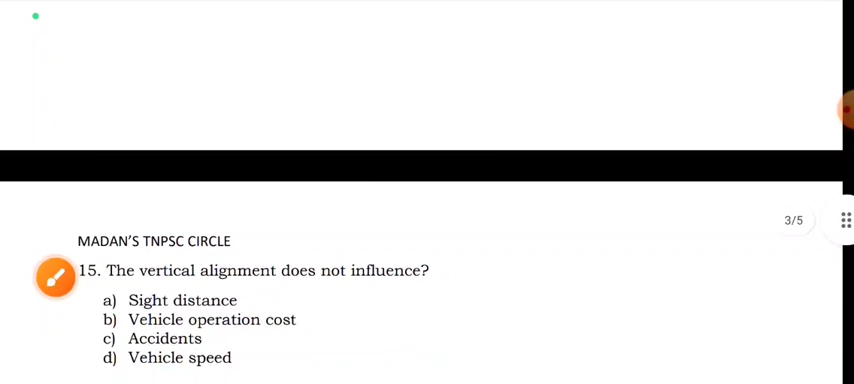 3/5
MADAN'S TNPSC CIRCLE
15. The vertical alignment does not influence?
a) Sight distance
b) Vehicle operation cost
c) Accidents
d) Vehicle speed